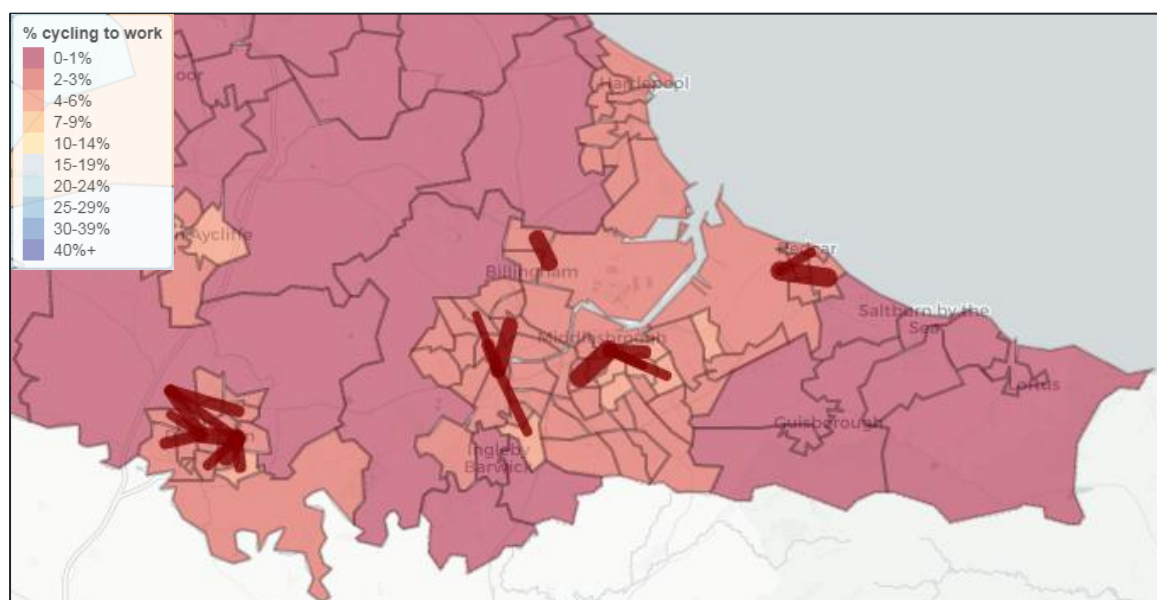 % cycling to work
0-1%
2-3%
4-6%
7-9%
10-14%
15-19%
20-24%
25-29%
30-39%
40%+
oor
Hartlepool
Aycliffe
Billingham
Redcar
Saltburn by the
Sea
Middlesbrough
Loftus
Guisborough
Ingleby
Barwick